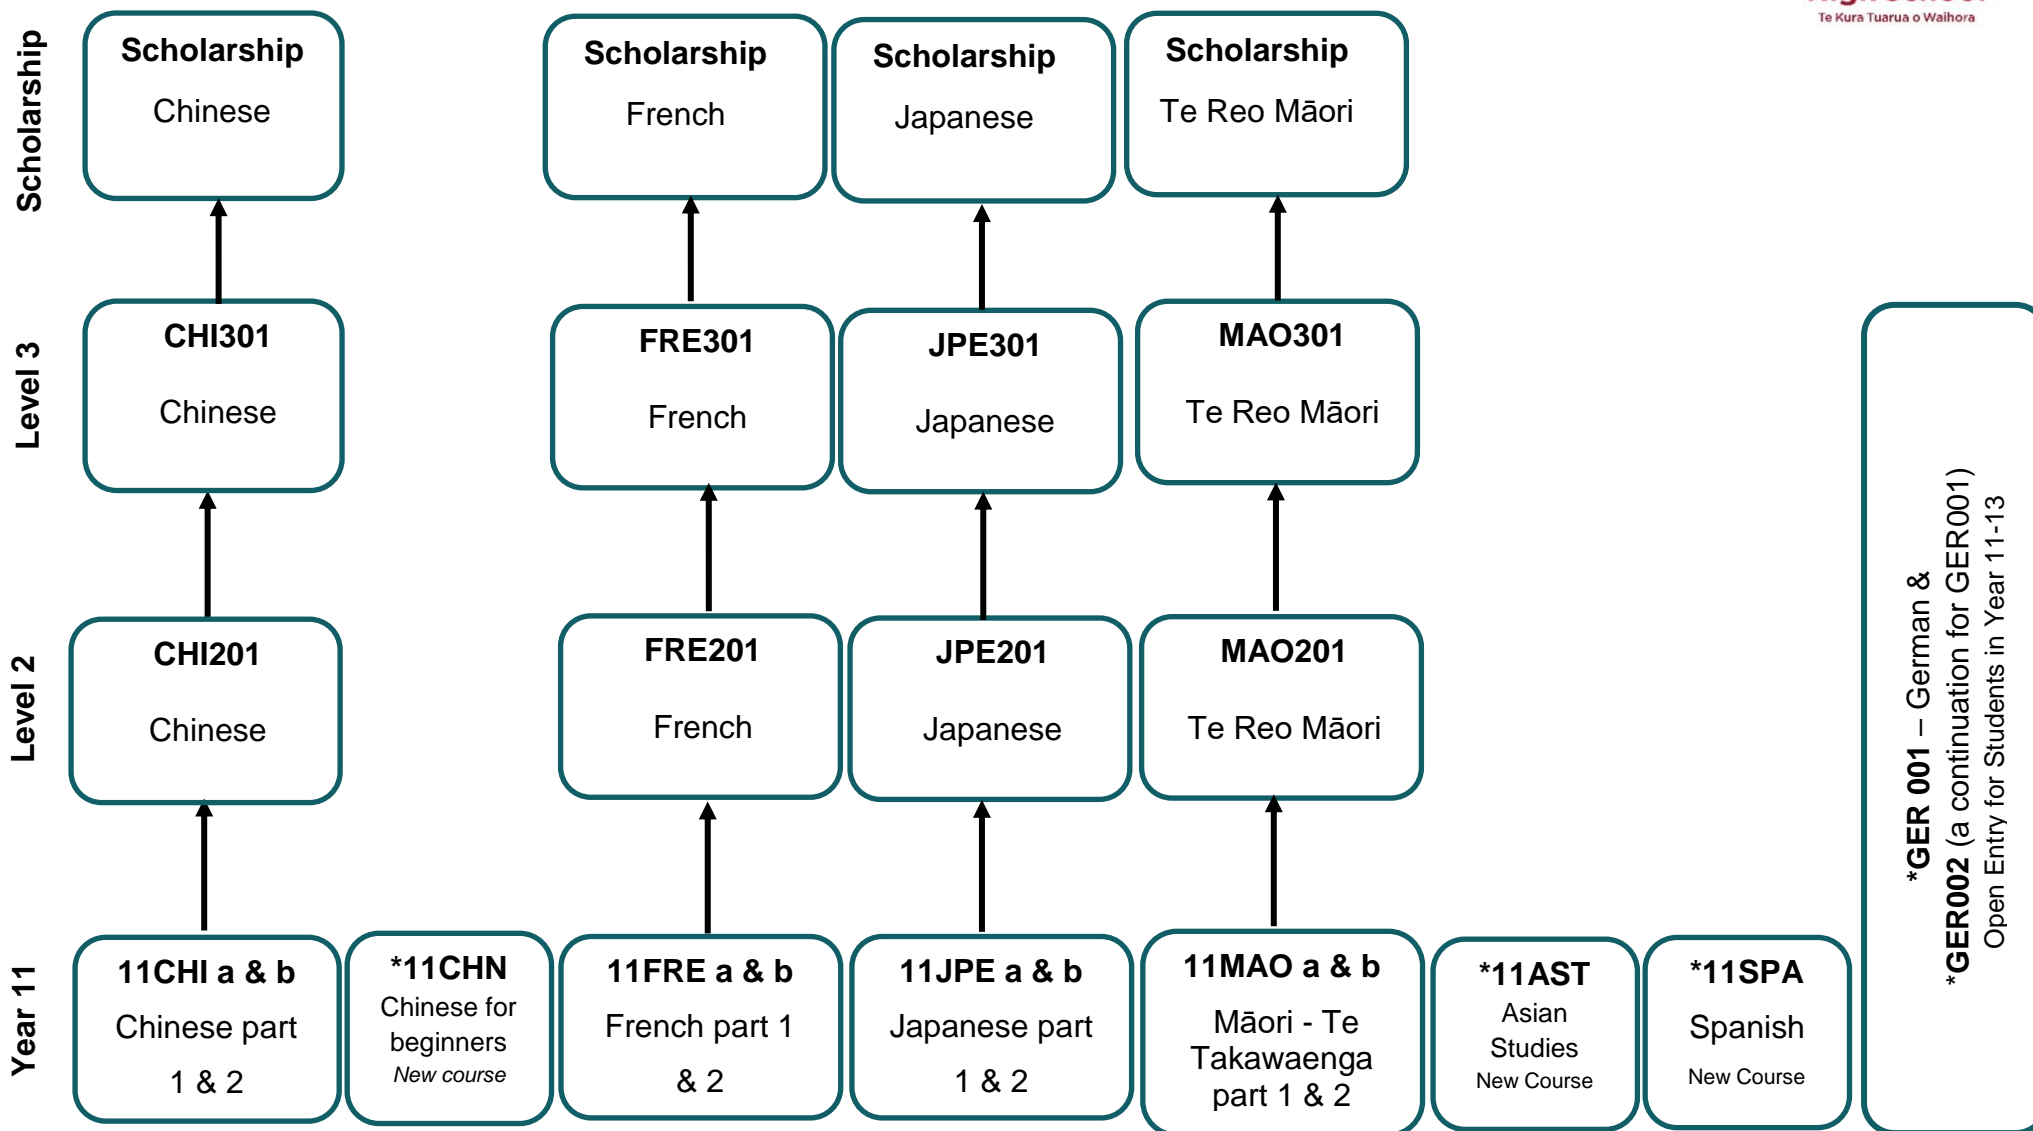 Te Kura Tuarua o Waihora
Scholarship
Scholarship
Chinese
Scholarship
French
Scholarship
Japanese
Scholarship
Te Reo Māori
Level 3
CHI301
Chinese
FRE301
French
JPE301
Japanese
MAO301
Te Reo Māori
Level 2
CHI201
Chinese
FRE201
French
JPE201
Japanese
MAO201
Te Reo Māori
Year 11
11CHI a & b
Chinese part
1 & 2
*11CHN
Chinese for
beginners
New course
11FRE a & b
French part 1
& 2
11JPE a & b
Japanese part
1 & 2
11MAO a & b
Māori - Te
Takawaenga
part 1 & 2
*11AST
Asian
Studies
New Course
*11SPA
Spanish
New Course
*GER 001 – German &
*GER002 (a continuation for GER001)
Open Entry for Students in Year 11-13